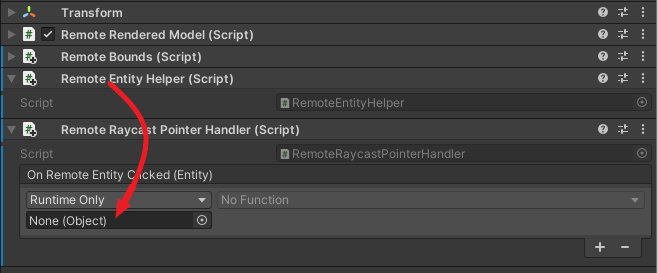 Transform
Remote Rendered Model (Script)
Remote Bounds (Script)
Remote Entity Helper (Script)
Script RemoteEntityHelper
Remote Raycast Pointer Handler (Script)
Script RemoteRaycastPointerHandler
On Remote Entity Clicked (Entity)
Runtime Only No Function
None (Object)